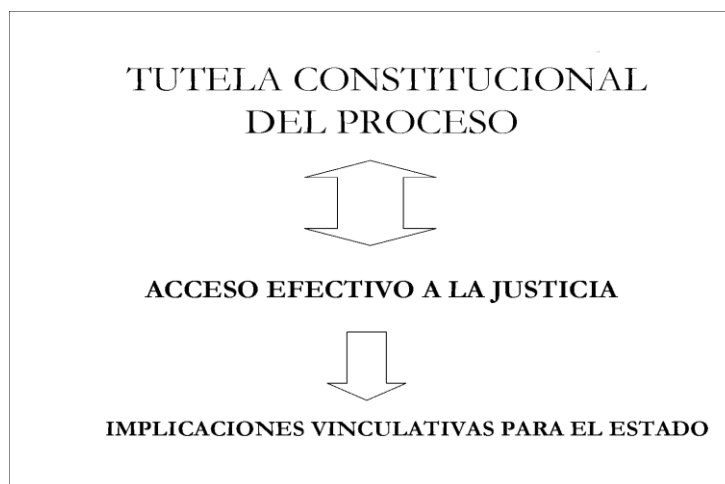 TUTELA CONSTITUCIONAL
DEL PROCESO
ACCESO EFECTIVO A LA JUSTICIA
IMPLICACIONES VINCULATIVAS PARA EL ESTADO